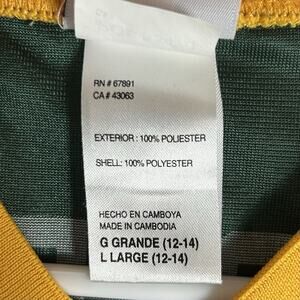 RN # 67891
CA # 43063
EXTERIOR : 100% POLIESTER
SHELL: 100% POLYESTER
HECHO EN CAMBOYA
MADE IN CAMBODIA
G GRANDE (12-14)
L LARGE (12-14)